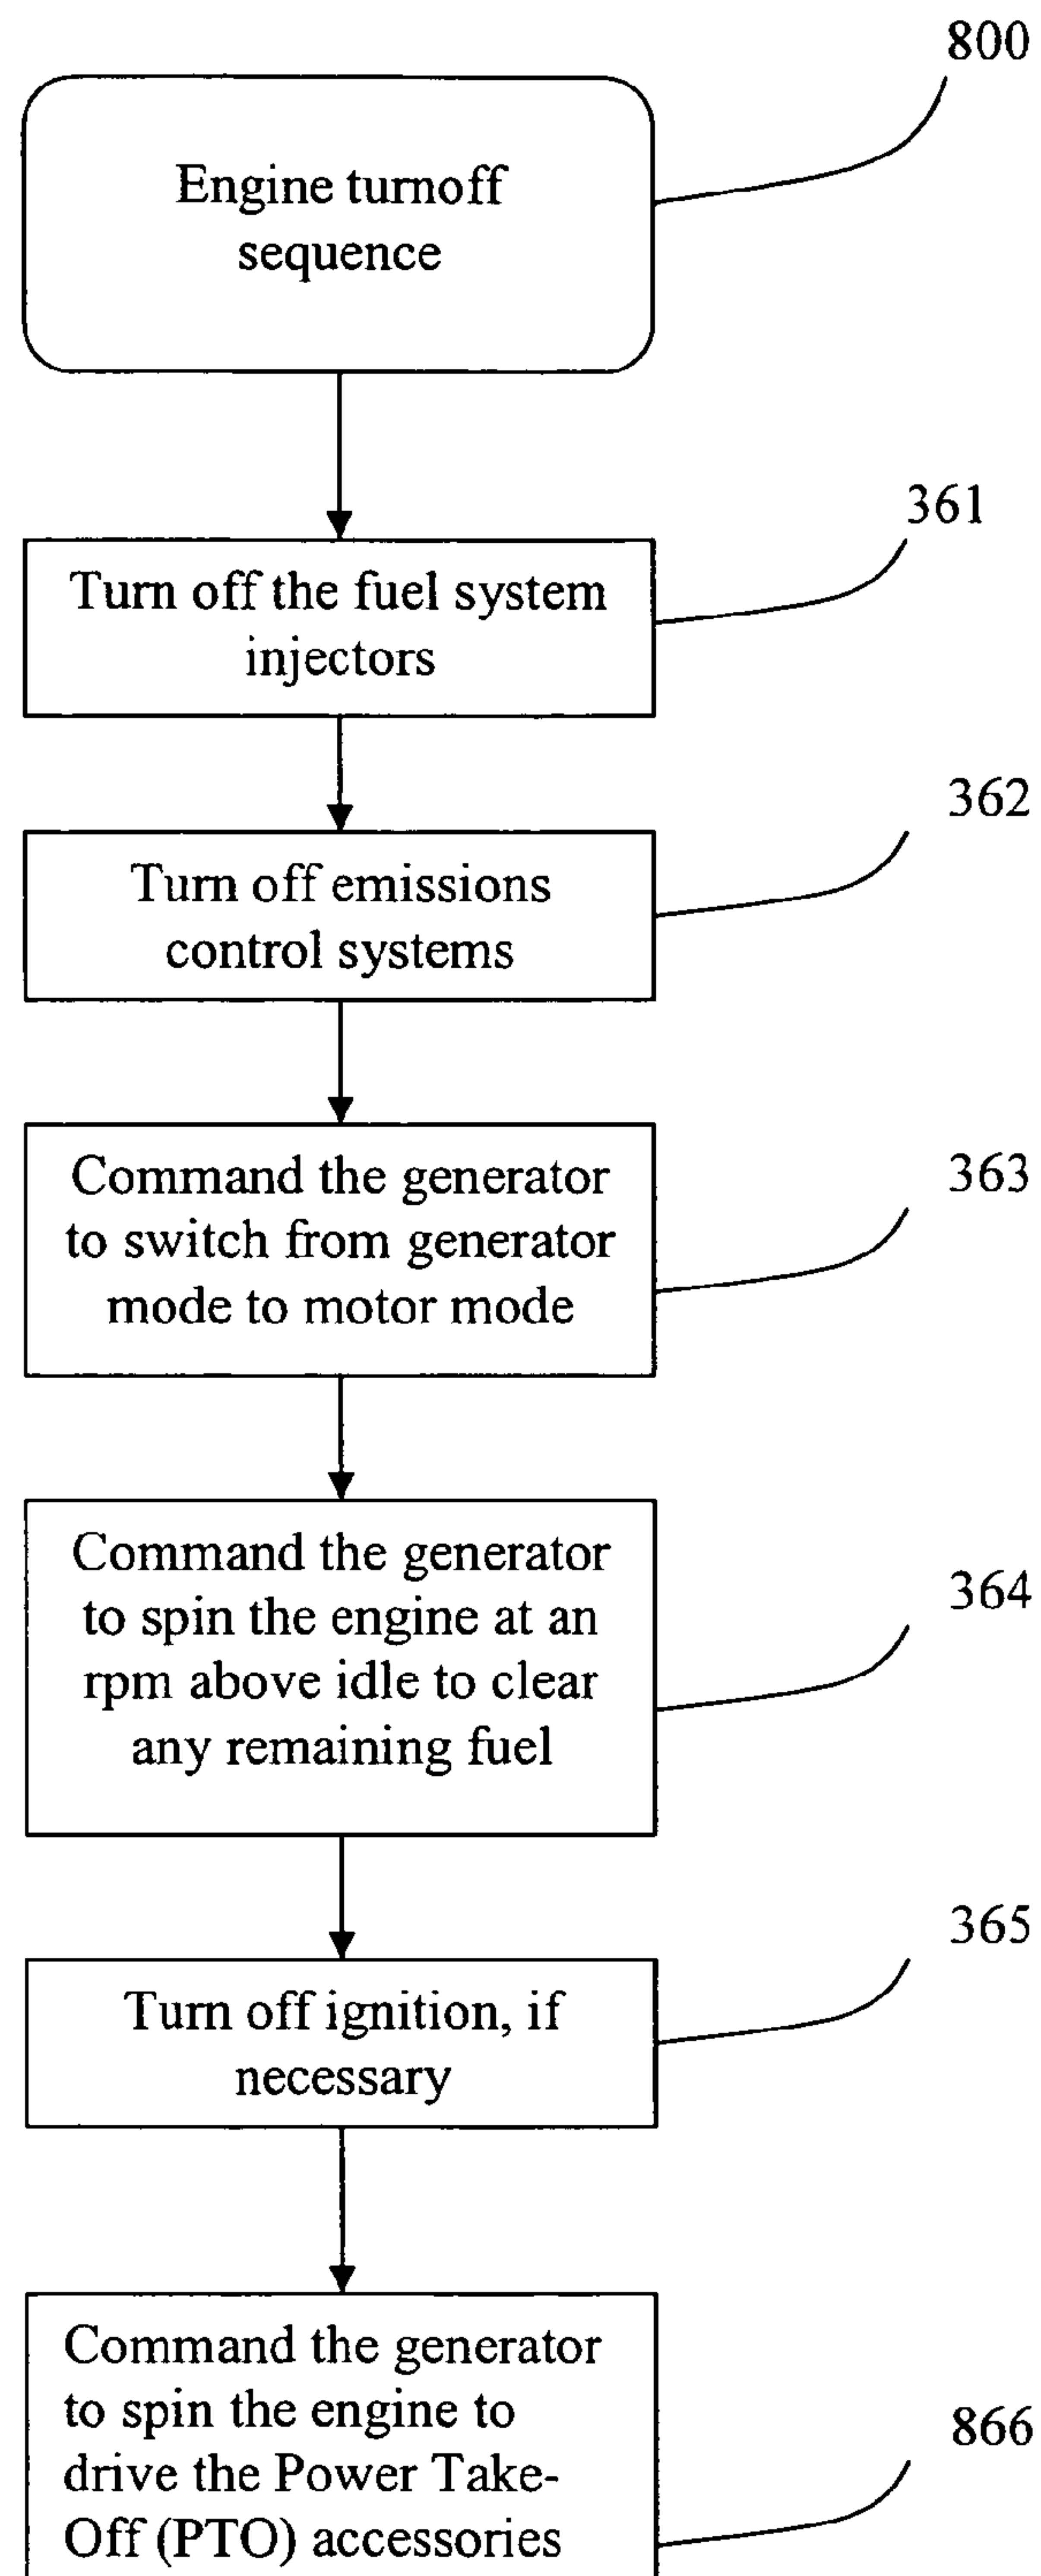 800
Engine turnoff
sequence
361
Turn off the fuel system
injectors
362
Turn off emissions
control systems
363
Command the generator
to switch from generator
mode to motor mode
364
Command the generator
to spin the engine at an
rpm above idle to clear
any remaining fuel
365
Turn off ignition, if
necessary
866
Command the generator
to spin the engine to
drive the Power Take-
Off (PTO) accessories